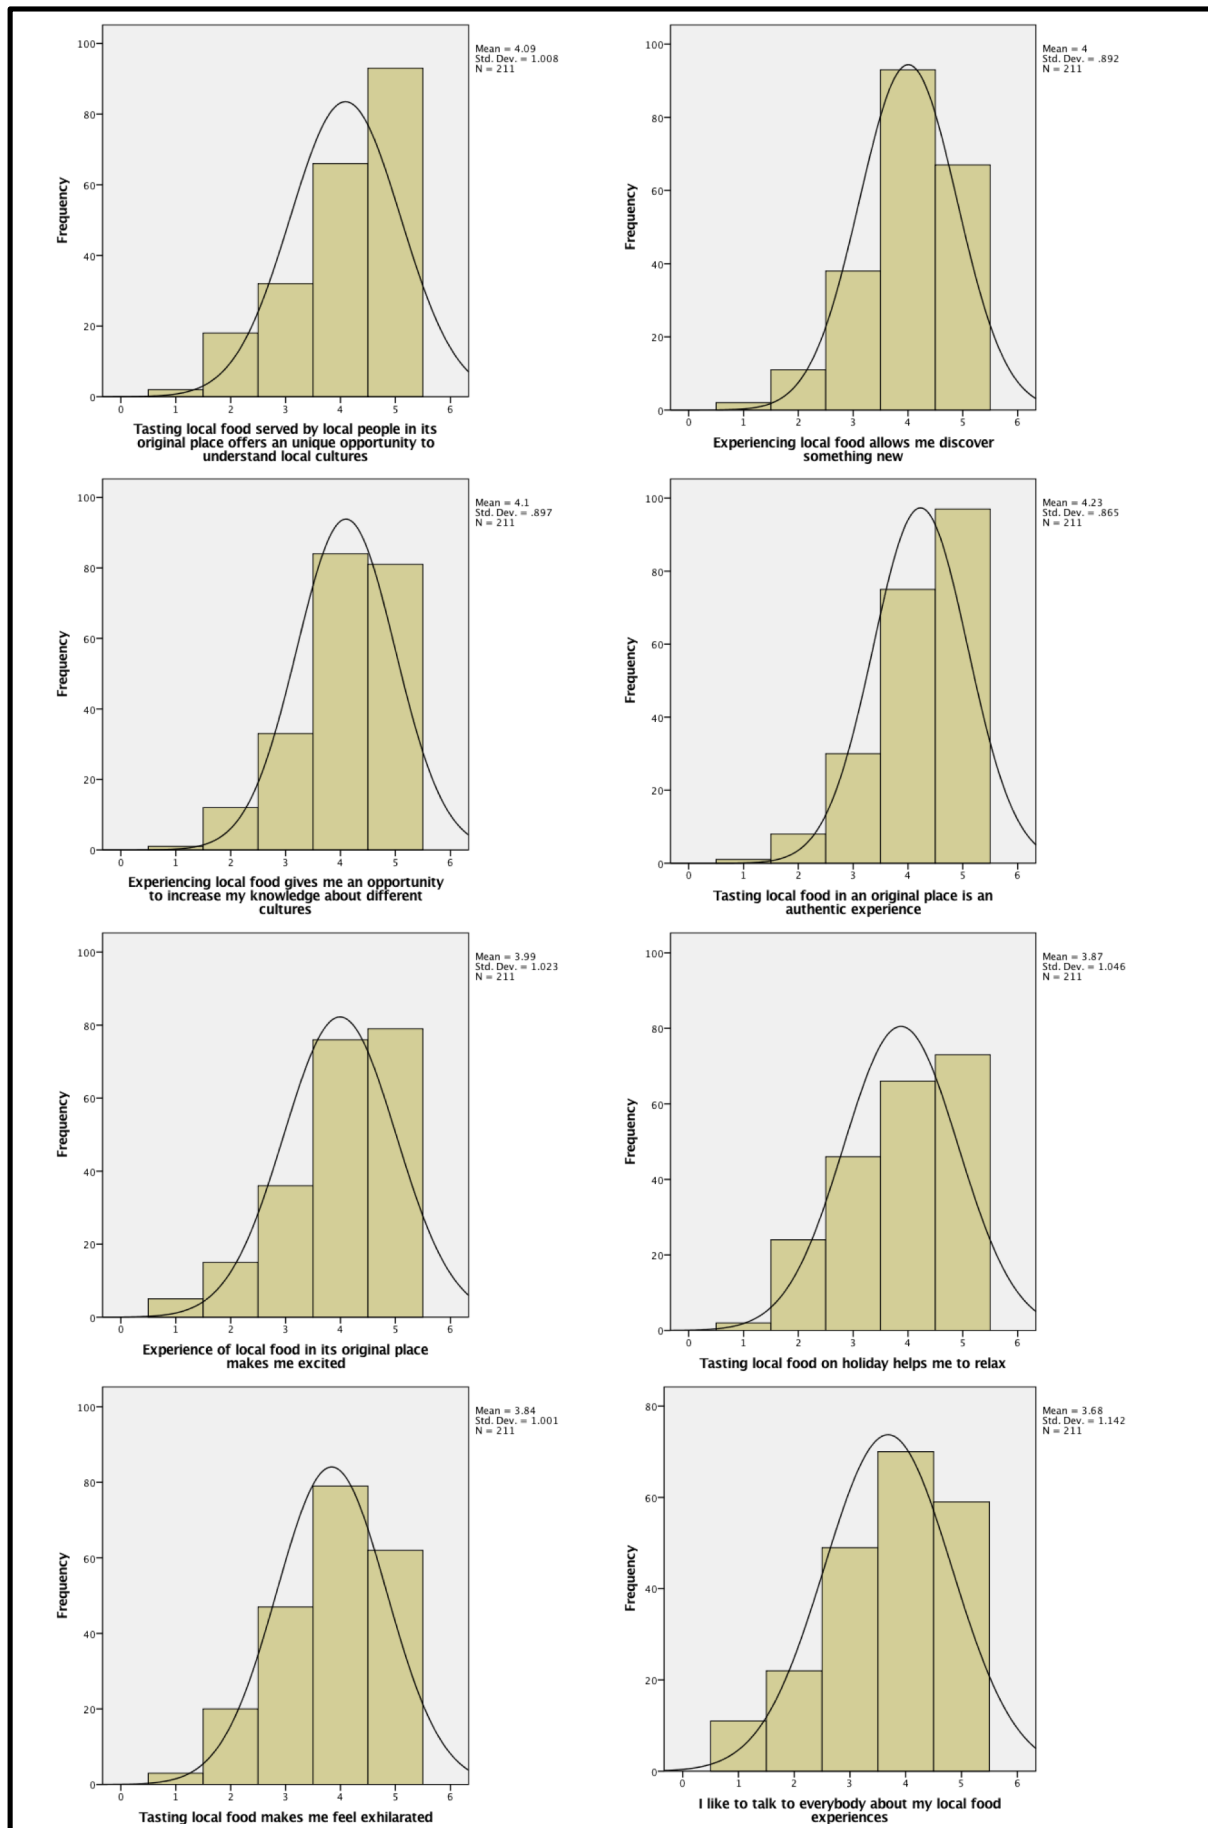 Mean = 4.09
Std. Dev. = 1.008
N = 211
100
80
60
40
20
0
Frequency
0 1 2 3 4 5 6
Tasting local food served by local people in its
original place offers an unique opportunity to
understand local cultures
Mean = 4
Std. Dev. = .892
N = 211
100
80
60
40
20
0
Frequency
0 1 2 3 4 5 6
Experiencing local food allows me discover
something new
Mean = 4.1
Std. Dev. = .897
N = 211
100
80
60
40
20
0
Frequency
0 1 2 3 4 5 6
Experiencing local food gives me an opportunity
to increase my knowledge about different
cultures
Mean = 4.23
Std. Dev. = .865
N = 211
100
80
60
40
20
0
Frequency
0 1 2 3 4 5 6
Tasting local food in an original place is an
authentic experience
Mean = 3.99
Std. Dev. = 1.023
N = 211
100
80
60
40
20
0
Frequency
0 1 2 3 4 5 6
Experience of local food in its original place
makes me excited
Mean = 3.87
Std. Dev. = 1.046
N = 211
100
80
60
40
20
0
Frequency
0 1 2 3 4 5 6
Tasting local food on holiday helps me to relax
Mean = 3.84
Std. Dev. = 1.001
N = 211
100
80
60
40
20
0
Frequency
0 1 2 3 4 5 6
Tasting local food makes me feel exhilarated
Mean = 3.68
Std. Dev. = 1.142
N = 211
80
60
40
20
0
Frequency
0 1 2 3 4 5 6
I like to talk to everybody about my local food
experiences